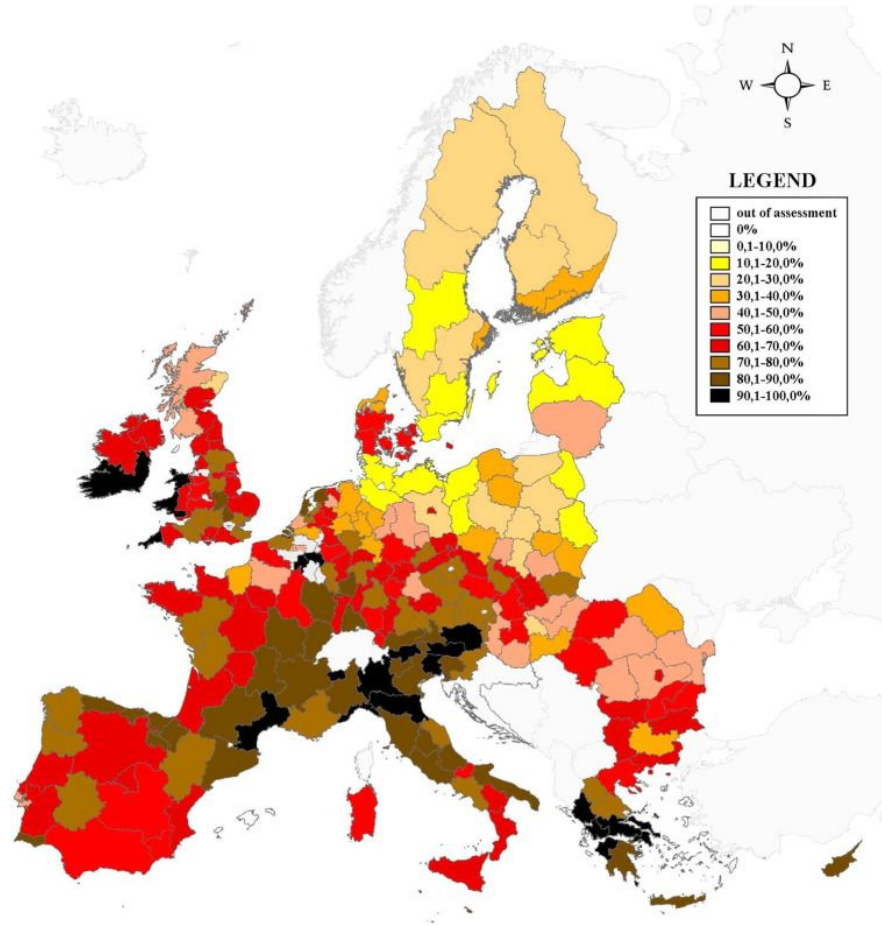 N
W E
S
LEGEND
out of assessment
0%
0,1-10,0%
10,1-20,0%
20,1-30,0%
30,1-40,0%
40,1-50,0%
50,1-60,0%
60,1-70,0%
70,1-80,0%
80,1-90,0%
90,1-100,0%